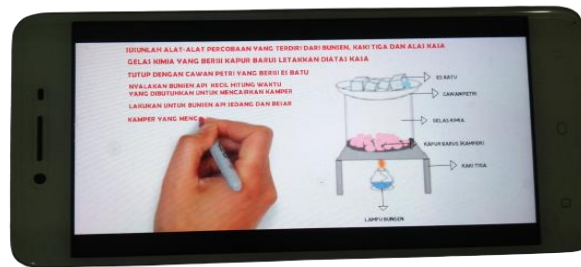 SUSUNLAH ALAT-ALAT PERCOBAAN YANG TERDIRI DARI BUNSEN, KAKI TIGA DAN ALAS KASA
GELAS KIMIA YANG BERISI KAPUR BARUS LETAKKAN DIATAS KASA
TUTUP DENGAN CAWAN PETRI YANG BERISI ES BATU
NYALAKAN BUNSEN API KECIL HITUNG WAKTU
YANG DIBUTUHKAN UNTUK MENCAIRKAN KAMPER
LAKUKAN UNTUK BUNSEN API SEDANG DAN BESAR
KAMPER YANG MENC
ES BATU
CAWAN PETRI
GELAS KIMIA
KAPUR BARUS (KAMPER)
KAKI TIGA
LAMPU BUNSEN